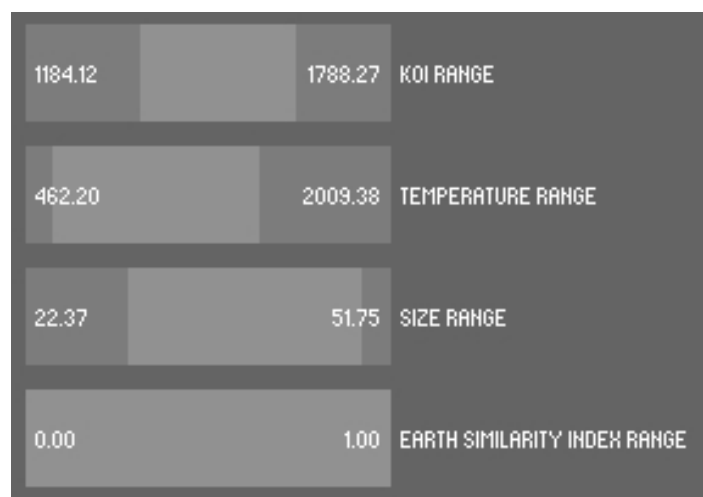 1184.12 1788.27 KOI RANGE
462.20 2009.38 TEMPERATURE RANGE
22.37 51.75 SIZE RANGE
0.00 1.00 EARTH SIMILARITY INDEX RANGE